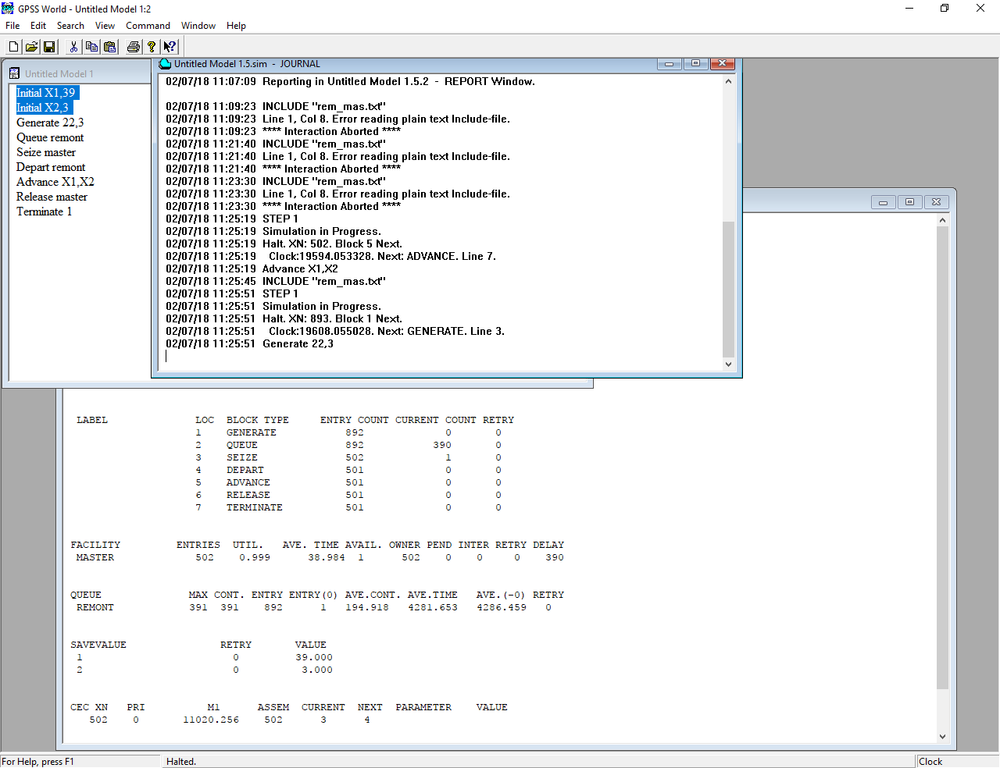 GPSS World - Untitled Model 1:2
File Edit Search View Command Window Help
Untitled Model 1
Initial X1,39
Initial X2,3
Generate 22,3
Queue remont
Seize master
Depart remont
Advance X1,X2
Release master
Terminate 1
Untitled Model 1.5.sim - JOURNAL
02/07/18 11:07:09 Reporting in Untitled Model 1.5.2 - REPORT Window.
02/07/18 11:09:23 INCLUDE "rem_mas.txt"
02/07/18 11:09:23 Line 1, Col 8. Error reading plain text Include-file.
02/07/18 11:09:23 **** Interaction Aborted ****
02/07/18 11:21:40 INCLUDE "rem_mas.txt"
02/07/18 11:21:40 Line 1, Col 8. Error reading plain text Include-file.
02/07/18 11:21:40 **** Interaction Aborted ****
02/07/18 11:23:30 INCLUDE "rem_mas.txt"
02/07/18 11:23:30 Line 1, Col 8. Error reading plain text Include-file.
02/07/18 11:23:30 **** Interaction Aborted ****
02/07/18 11:25:19 STEP 1
02/07/18 11:25:19 Simulation in Progress.
02/07/18 11:25:19 Halt. XN: 502. Block 5 Next.
02/07/18 11:25:19 Clock:19594.053328. Next: ADVANCE. Line 7.
02/07/18 11:25:19 Advance X1,X2
02/07/18 11:25:45 INCLUDE "rem_mas.txt"
02/07/18 11:25:51 STEP 1
02/07/18 11:25:51 Simulation in Progress.
02/07/18 11:25:51 Halt. XN: 893. Block 1 Next.
02/07/18 11:25:51 Clock:19608.055028. Next: GENERATE. Line 3.
02/07/18 11:25:51 Generate 22,3
LABEL LOC BLOCK TYPE ENTRY COUNT CURRENT COUNT RETRY
1 GENERATE 892 0 0
2 QUEUE 892 390 0
3 SEIZE 502 1 0
4 DEPART 501 0 0
5 ADVANCE 501 0 0
6 RELEASE 501 0 0
7 TERMINATE 501 0 0
FACILITY ENTRIES UTIL. AVE. TIME AVAIL. OWNER PEND INTER RETRY DELAY
MASTER 502 0.999 38.984 1 502 0 0 0 390
QUEUE MAX CONT. ENTRY ENTRY(0) AVE.CONT. AVE.TIME AVE.(-0) RETRY
REMONT 391 391 892 1 194.918 4281.653 4286.459 0
SAVEVALUE RETRY VALUE
1 0 39.000
2 0 3.000
CEC XN PRI M1 ASSEM CURRENT NEXT PARAMETER VALUE
502 0 11020.256 502 3 4
For Help, press F1 Halted. Clock